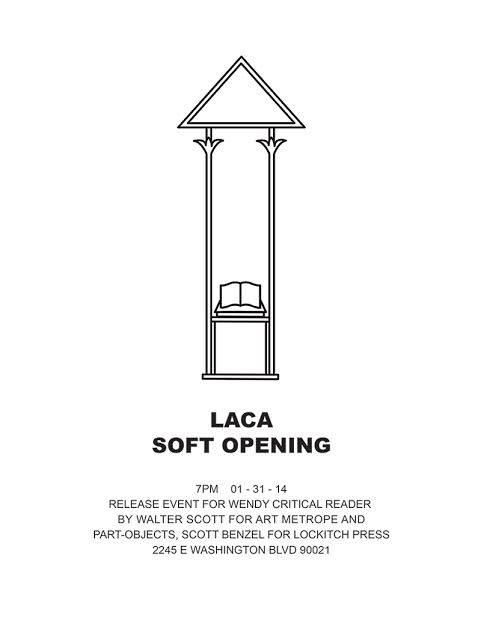 LACA
SOFT OPENING
7PM 01 - 31 - 14
RELEASE EVENT FOR WENDY CRITICAL READER
BY WALTER SCOTT FOR ART METROPE AND
PART-OBJECTS, SCOTT BENZEL FOR LOCKITCH PRESS
2245 E WASHINGTON BLVD 90021